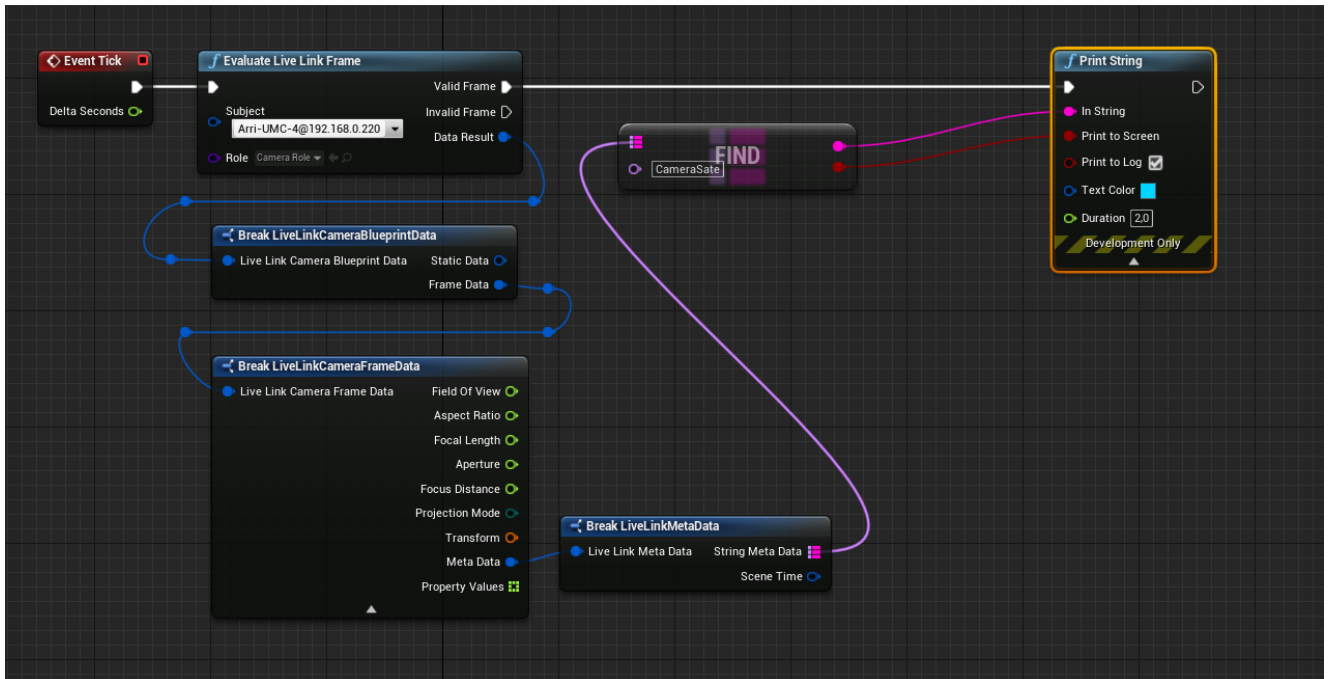 Event Tick
Delta Seconds
Evaluate Live Link Frame
Valid Frame
Subject
Invalid Frame
Arri-UMC-4@192.168.0.220
Data Result
Role Camera Role
Break LiveLinkCameraBlueprintData
Live Link Camera Blueprint Data Static Data
Frame Data
Break LiveLinkCameraFrameData
Live Link Camera Frame Data Field Of View
Aspect Ratio
Focal Length
Aperture
Focus Distance
Projection Mode
Transform
Meta Data
Property Values
Break LiveLinkMetaData
Live Link Meta Data String Meta Data
Scene Time
FIND
CameraSate
Print String
In String
Print to Screen
Print to Log
Text Color
Duration 2,0
Development Only